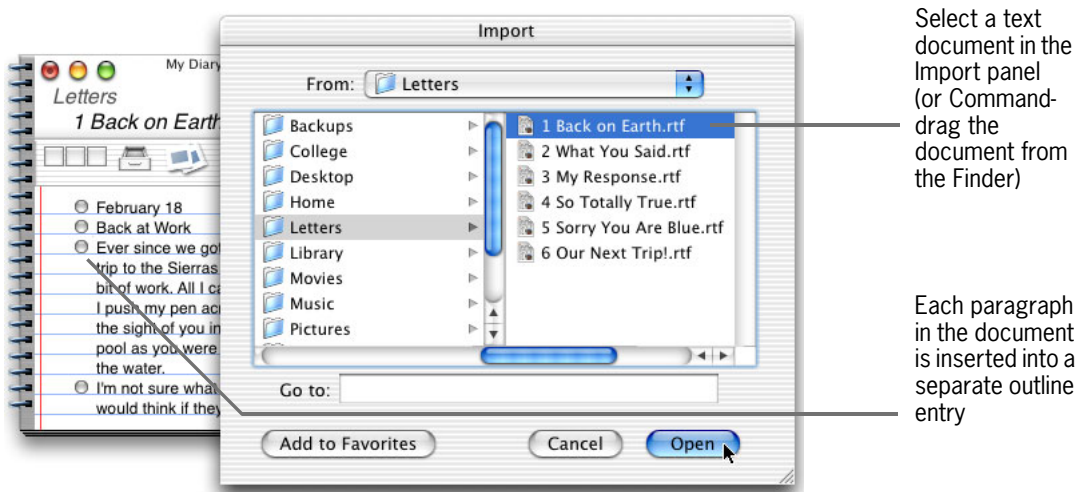 My Diary
Letters
1 Back on Earth
February 18
Back at Work
Ever since we got
trip to the Sierras
bit of work. All I ca
I push my pen acr
the sight of you in
pool as you were
the water.
I'm not sure what
would think if they
Import
From: Letters
Backups
College
Desktop
Home
Letters
Library
Movies
Music
Pictures
1 Back on Earth.rtf
2 What You Said.rtf
3 My Response.rtf
4 So Totally True.rtf
5 Sorry You Are Blue.rtf
6 Our Next Trip!.rtf
Go to:
Add to Favorites
Cancel
Open
Select a text
document in the
Import panel
(or Command-
drag the
document from
the Finder)
Each paragraph
in the document
is inserted into a
separate outline
entry